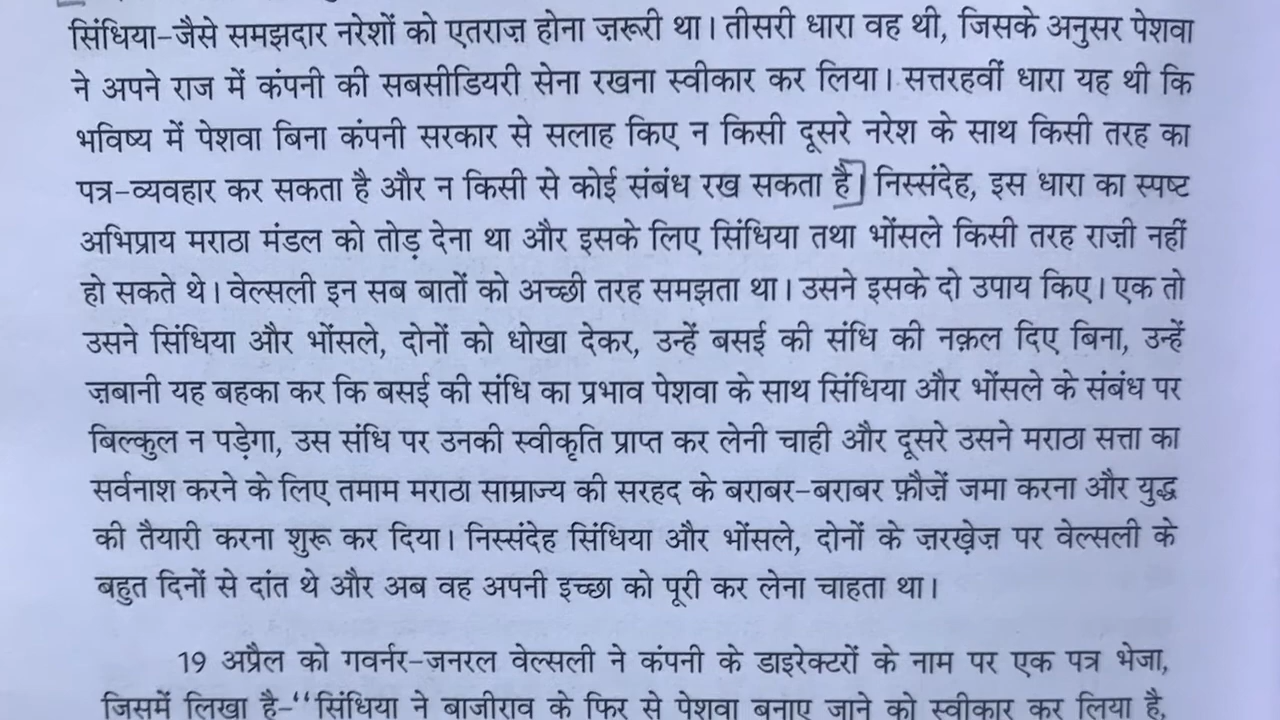 सिंधिया-जैसे समझदार नरेशों को एतराज़ होना ज़रूरी था। तीसरी धारा वह थी, जिसके अनुसर पेशवा
ने अपने राज में कंपनी की सबसीडियरी सेना रखना स्वीकार कर लिया। सत्तरहवीं धारा यह थी कि
भविष्य में पेशवा बिना कंपनी सरकार से सलाह किए न किसी दूसरे नरेश के साथ किसी तरह का
पत्र-व्यवहार कर सकता है और न किसी से कोई संबंध रख सकता है] निस्संदेह, इस धारा का स्पष्ट
अभिप्राय मराठा मंडल को तोड़ देना था और इसके लिए सिंधिया तथा भोंसले किसी तरह राज़ी नहीं
हो सकते थे। वेल्सली इन सब बातों को अच्छी तरह समझता था। उसने इसके दो उपाय किए। एक तो
उसने सिंधिया और भोंसले, दोनों को धोखा देकर, उन्हें बसई की संधि की नक़ल दिए बिना, उन्हें
ज़बानी यह बहका कर कि बसई की संधि का प्रभाव पेशवा के साथ सिंधिया और भोंसले के संबंध पर
बिल्कुल न पड़ेगा, उस संधि पर उनकी स्वीकृति प्राप्त कर लेनी चाही और दूसरे उसने मराठा सत्ता का
सर्वनाश करने के लिए तमाम मराठा साम्राज्य की सरहद के बराबर-बराबर फ़ौजें जमा करना और युद्ध
की तैयारी करना शुरू कर दिया। निस्संदेह सिंधिया और भोंसले, दोनों के ज़रख़ेज़ पर वेल्सली के
बहुत दिनों से दांत थे और अब वह अपनी इच्छा को पूरी कर लेना चाहता था।
19 अप्रैल को गवर्नर-जनरल वेल्सली ने कंपनी के डाइरेक्टरों के नाम पर एक पत्र भेजा,
जिसमें लिखा है-‘‘सिंधिया ने बाजीराव के फिर से पेशवा बनाए जाने को स्वीकार कर लिया है,